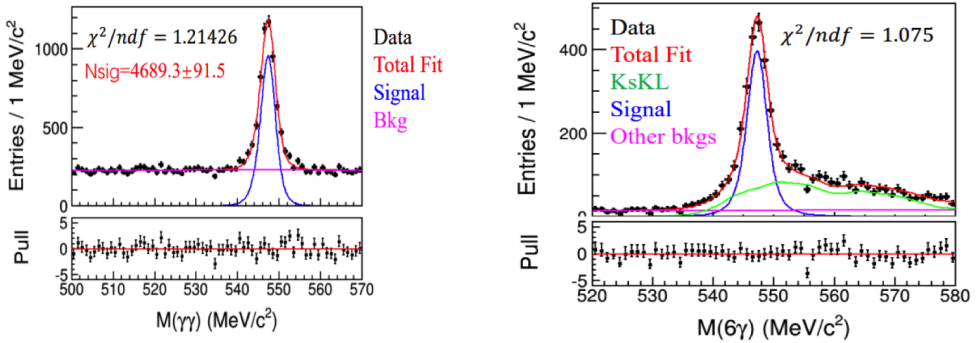 χ²/ndf = 1.21426
Nsig=4689.3±91.5
Data
Total Fit
Signal
Bkg
Entries / 1 MeV/c²
1000
500
0
Pull
5
0
-5
500 510 520 530 540 550 560 570
M(γγ) (MeV/c²)
χ²/ndf = 1.075
Data
Total Fit
KsKL
Signal
Other bkgs
Entries / 1 MeV/c²
400
200
0
Pull
5
0
-5
520 530 540 550 560 570 580
M(6γ) (MeV/c²)